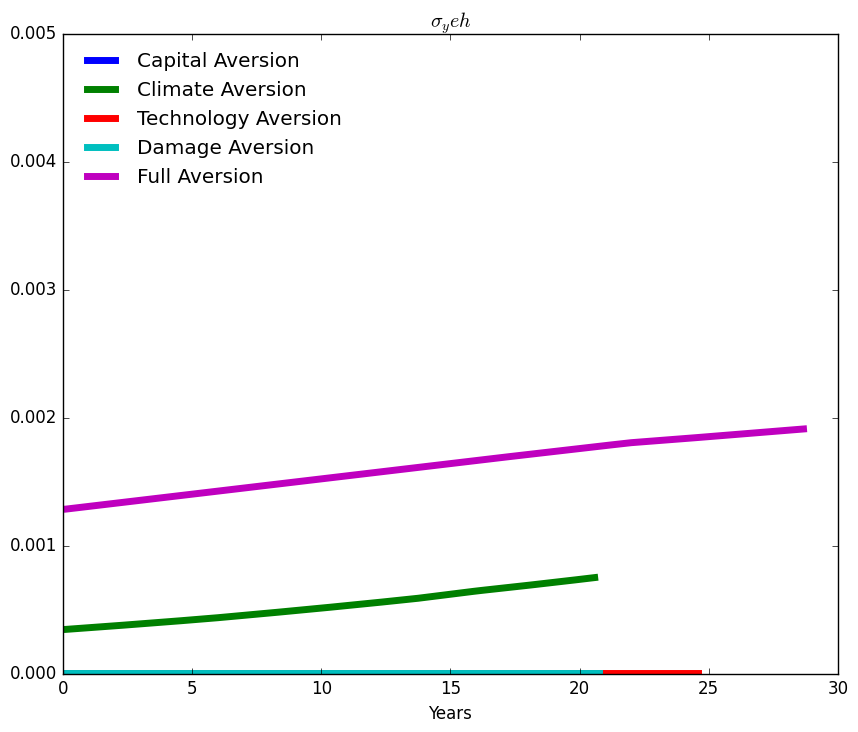 σ_y eh
0.005
Capital Aversion
Climate Aversion
Technology Aversion
Damage Aversion
Full Aversion
0.004
0.003
0.002
0.001
0.000
0 5 10 15 20 25 30
Years